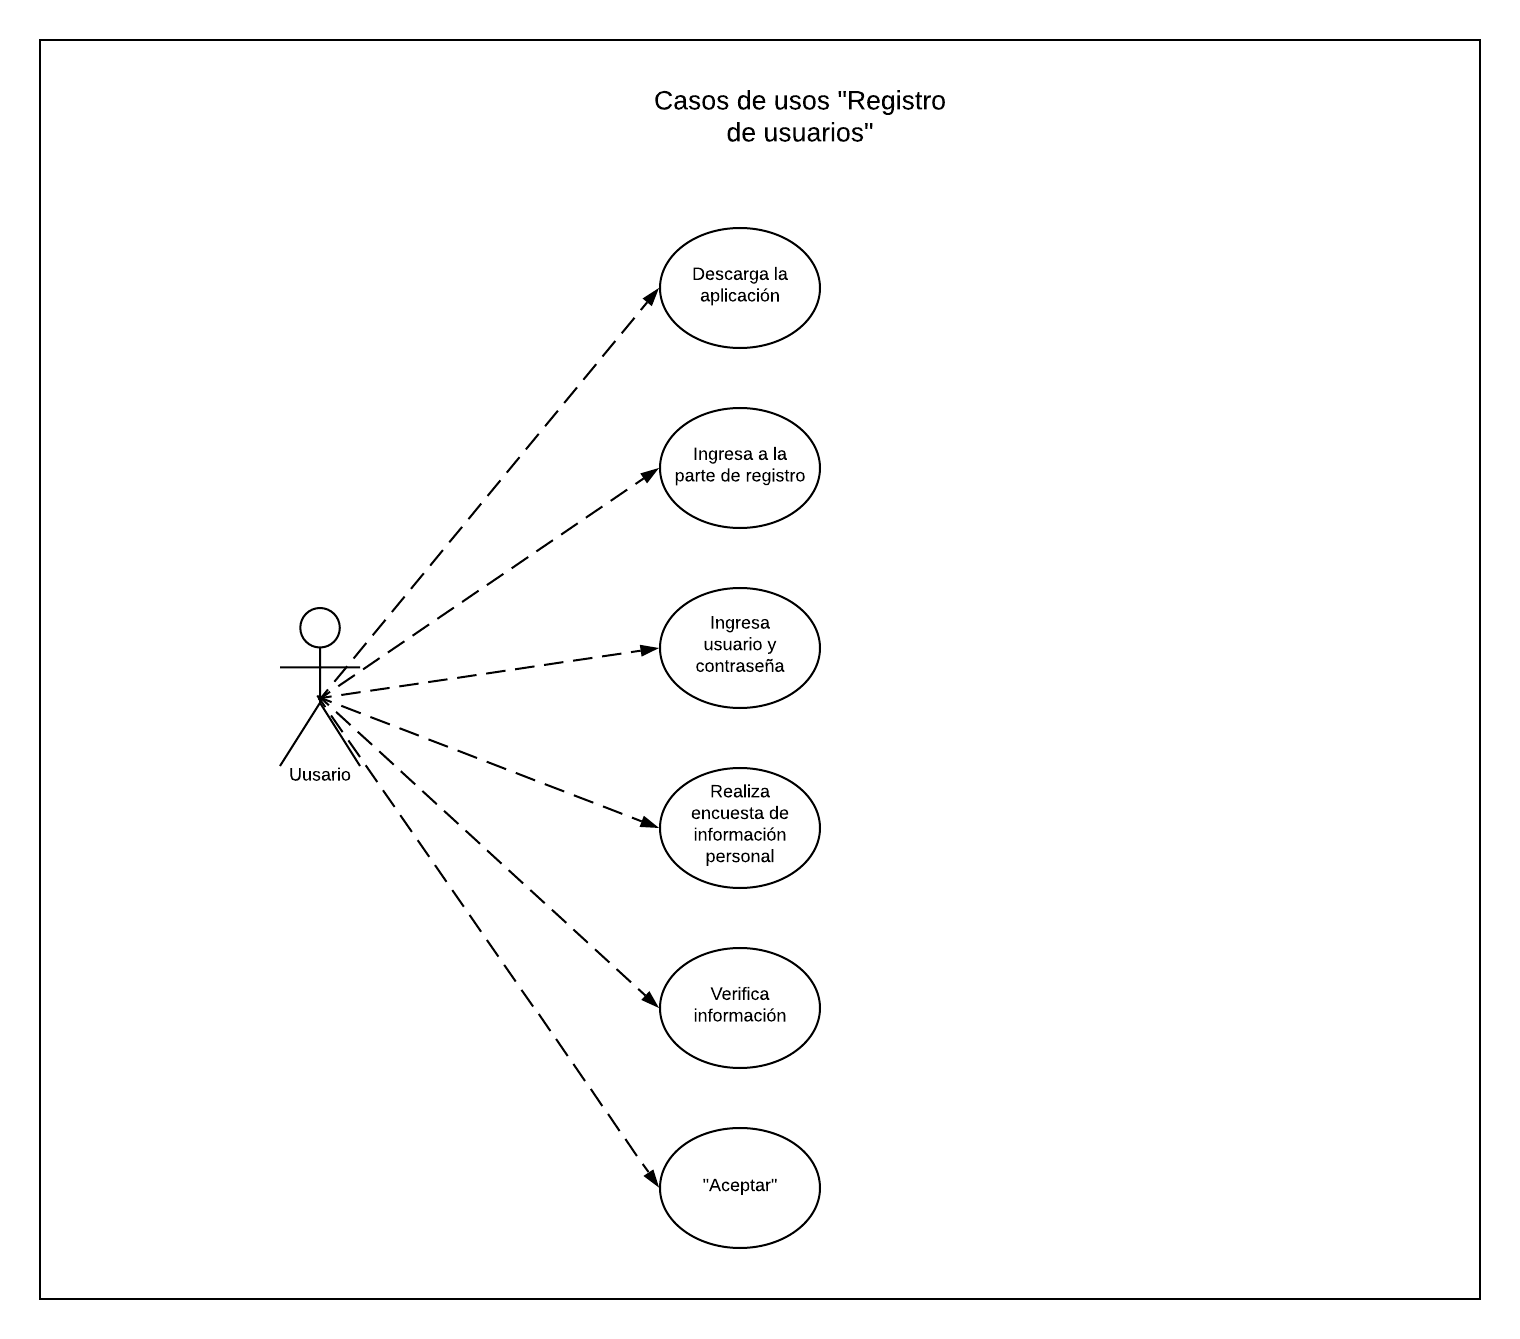 Casos de usos "Registro
de usuarios"
Descarga la
aplicación
Ingresa a la
parte de registro
Ingresa
usuario y
contraseña
Uusario
Realiza
encuesta de
información
personal
Verifica
información
"Aceptar"